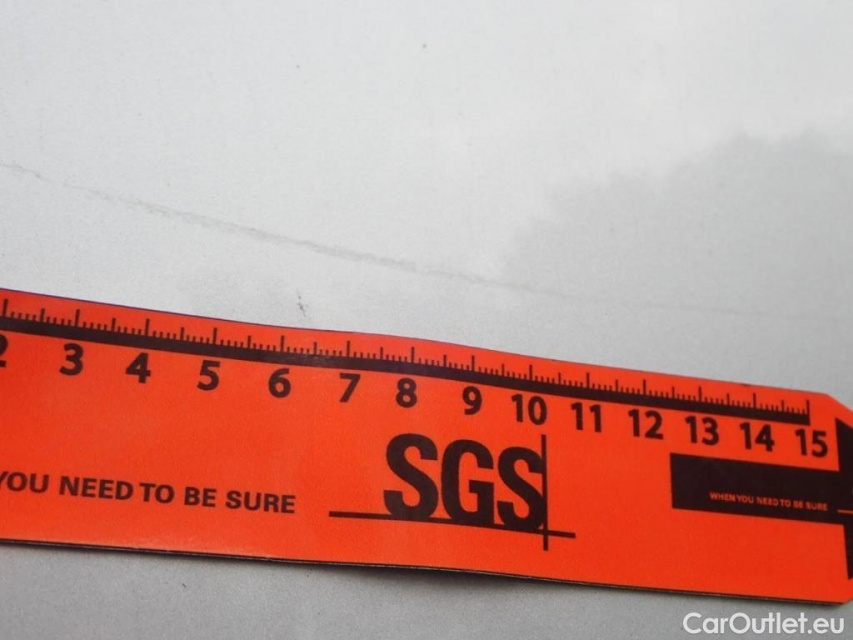 2 3 4 5 6 7 8 9 10 11 12 13 14 15
YOU NEED TO BE SURE
SGS
WHEN YOU NEED TO BE SURE
CarOutlet.eu